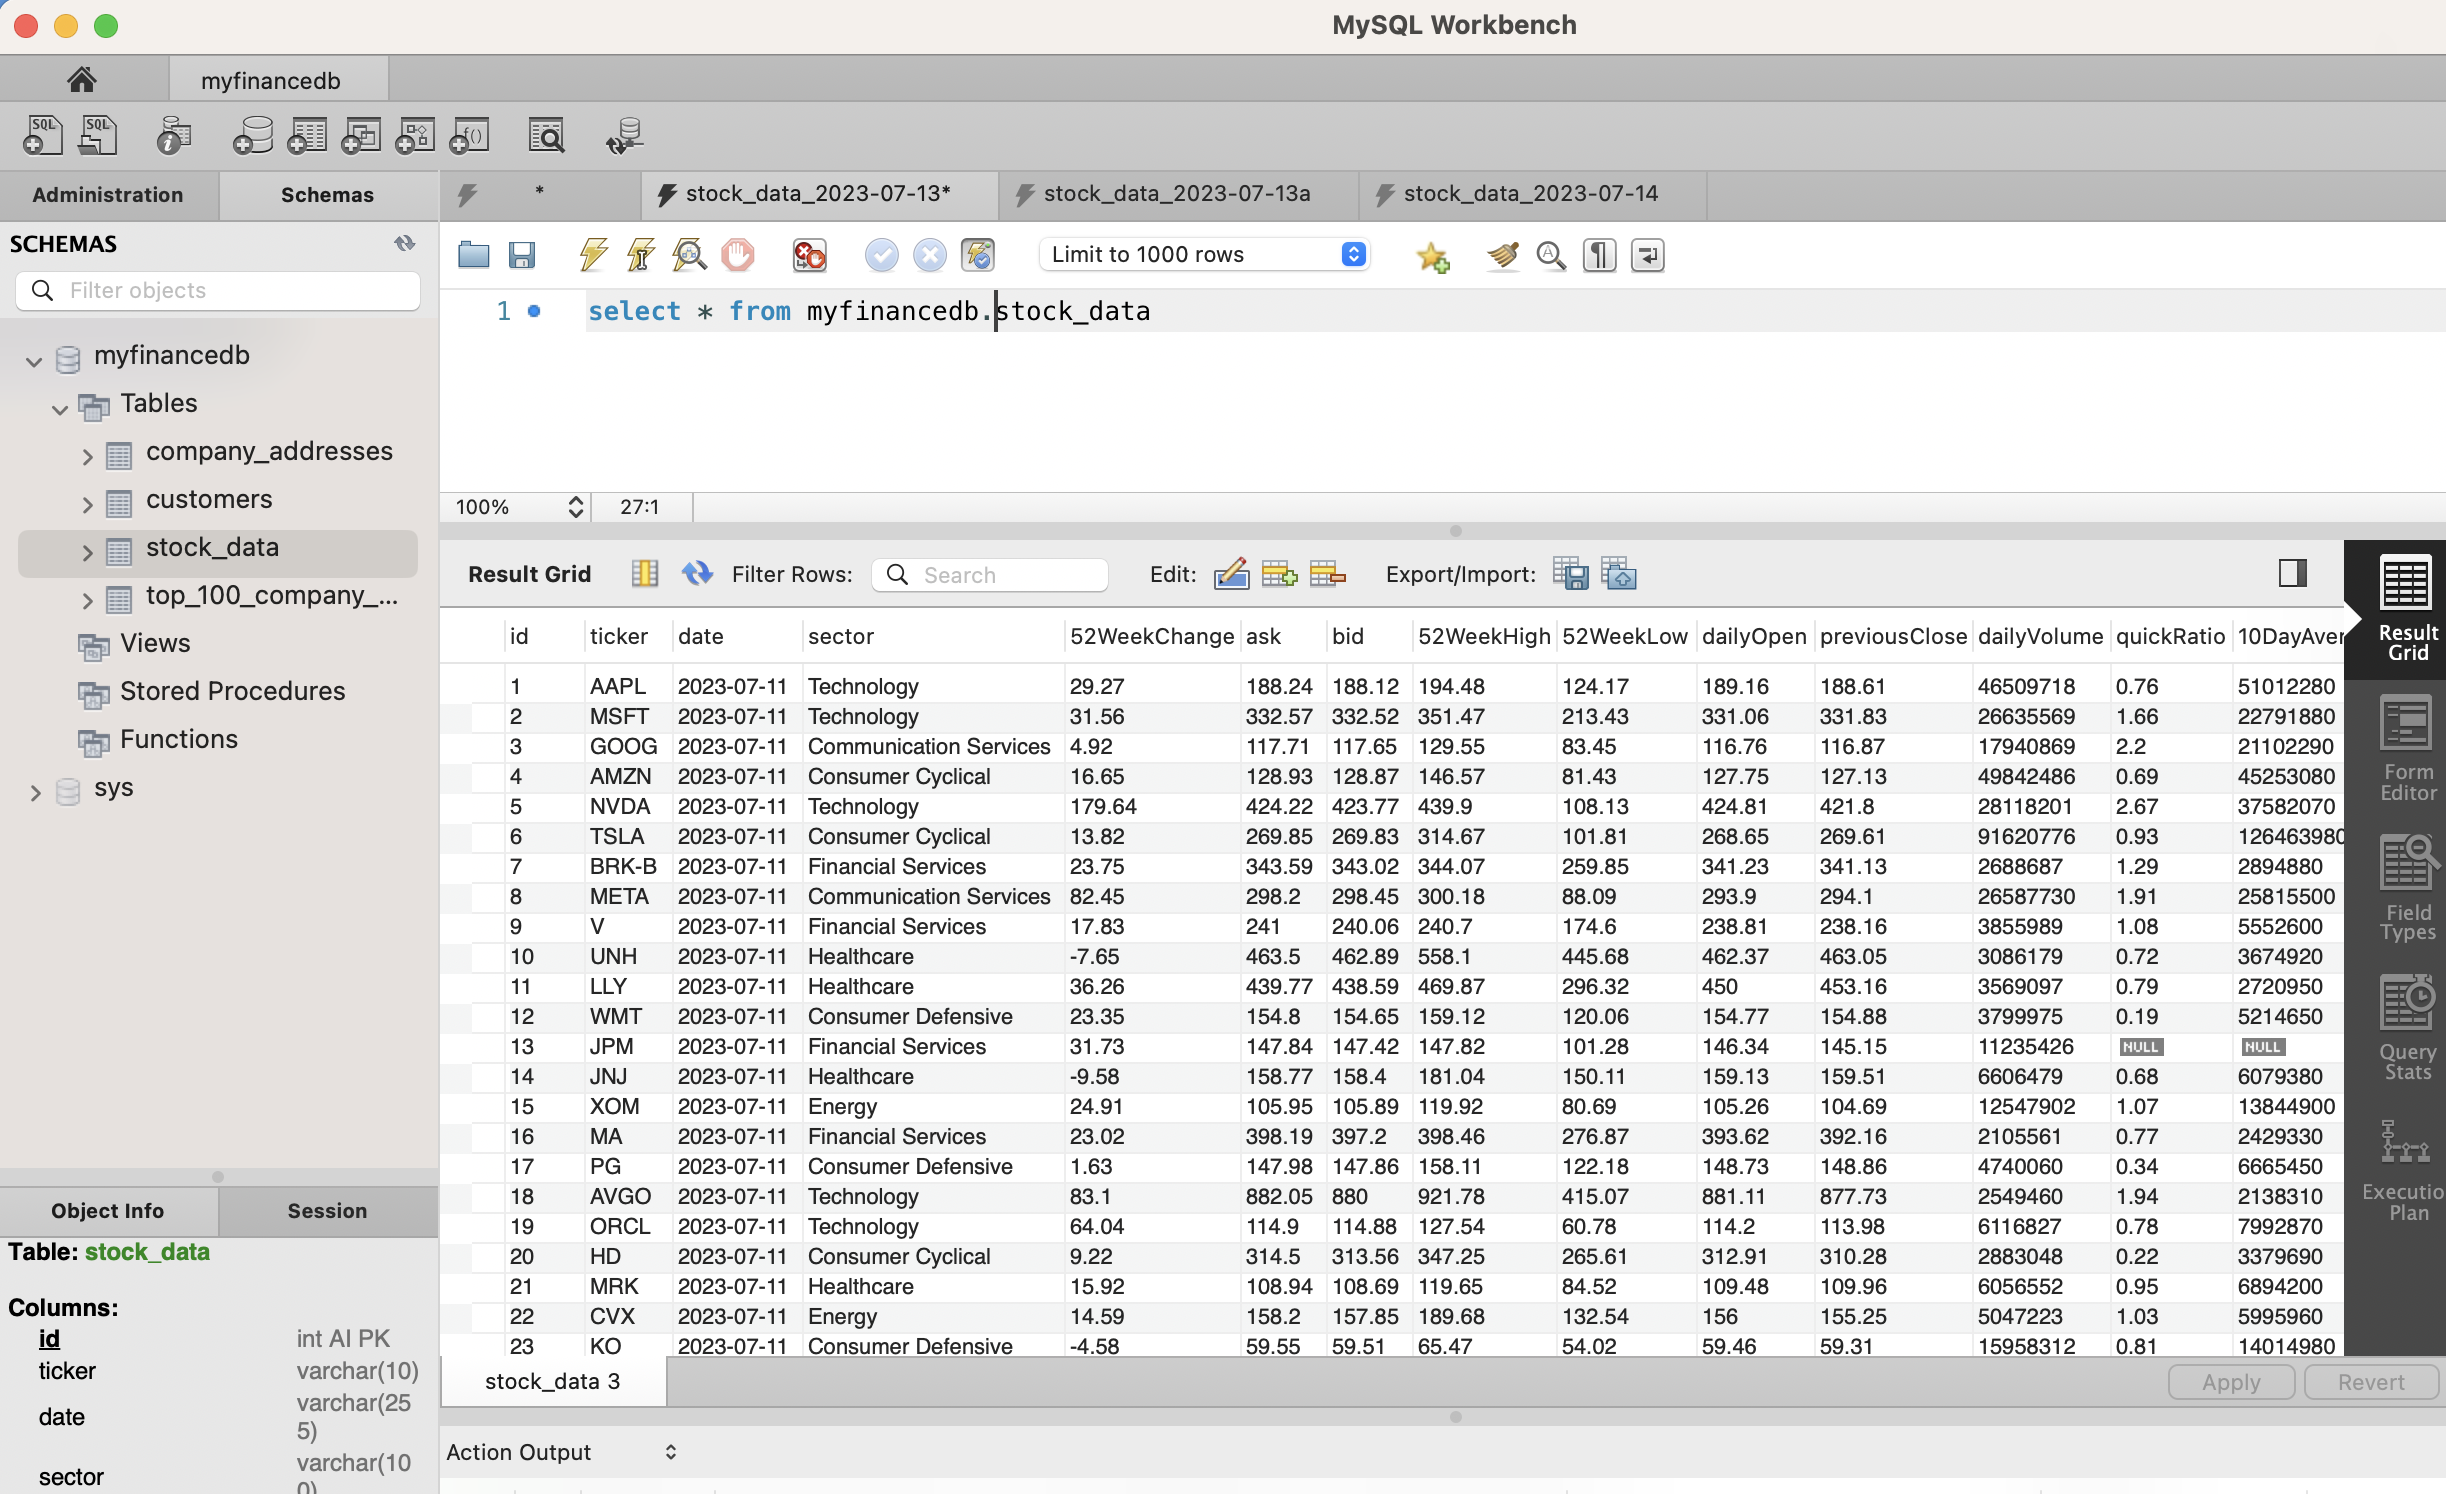 MySQL Workbench
myfinancedb
Administration Schemas
* stock_data_2023-07-13* stock_data_2023-07-13a stock_data_2023-07-14
SCHEMAS
Filter objects
myfinancedb
Tables
company_addresses
customers
stock_data
top_100_company_...
Views
Stored Procedures
Functions
sys
Object Info Session
Table: stock_data
Columns:
id int AI PK
ticker varchar(10)
date varchar(25
5)
sector varchar(10
0)
Limit to 1000 rows
1 select * from myfinancedb.stock_data
100% 27:1
Result Grid Filter Rows: Search Edit: Export/Import:
id ticker date sector 52WeekChange ask bid 52WeekHigh 52WeekLow dailyOpen previousClose dailyVolume quickRatio 10DayAver
1 AAPL 2023-07-11 Technology 29.27 188.24 188.12 194.48 124.17 189.16 188.61 46509718 0.76 51012280
2 MSFT 2023-07-11 Technology 31.56 332.57 332.52 351.47 213.43 331.06 331.83 26635569 1.66 22791880
3 GOOG 2023-07-11 Communication Services 4.92 117.71 117.65 129.55 83.45 116.76 116.87 17940869 2.2 21102290
4 AMZN 2023-07-11 Consumer Cyclical 16.65 128.93 128.87 146.57 81.43 127.75 127.13 49842486 0.69 45253080
5 NVDA 2023-07-11 Technology 179.64 424.22 423.77 439.9 108.13 424.81 421.8 28118201 2.67 37582070
6 TSLA 2023-07-11 Consumer Cyclical 13.82 269.85 269.83 314.67 101.81 268.65 269.61 91620776 0.93 126463980
7 BRK-B 2023-07-11 Financial Services 23.75 343.59 343.02 344.07 259.85 341.23 341.13 2688687 1.29 2894880
8 META 2023-07-11 Communication Services 82.45 298.2 298.45 300.18 88.09 293.9 294.1 26587730 1.91 25815500
9 V 2023-07-11 Financial Services 17.83 241 240.06 240.7 174.6 238.81 238.16 3855989 1.08 5552600
10 UNH 2023-07-11 Healthcare -7.65 463.5 462.89 558.1 445.68 462.37 463.05 3086179 0.72 3674920
11 LLY 2023-07-11 Healthcare 36.26 439.77 438.59 469.87 296.32 450 453.16 3569097 0.79 2720950
12 WMT 2023-07-11 Consumer Defensive 23.35 154.8 154.65 159.12 120.06 154.77 154.88 3799975 0.19 5214650
13 JPM 2023-07-11 Financial Services 31.73 147.84 147.42 147.82 101.28 146.34 145.15 11235426 NULL NULL
14 JNJ 2023-07-11 Healthcare -9.58 158.77 158.4 181.04 150.11 159.13 159.51 6606479 0.68 6079380
15 XOM 2023-07-11 Energy 24.91 105.95 105.89 119.92 80.69 105.26 104.69 12547902 1.07 13844900
16 MA 2023-07-11 Financial Services 23.02 398.19 397.2 398.46 276.87 393.62 392.16 2105561 0.77 2429330
17 PG 2023-07-11 Consumer Defensive 1.63 147.98 147.86 158.11 122.18 148.73 148.86 4740060 0.34 6665450
18 AVGO 2023-07-11 Technology 83.1 882.05 880 921.78 415.07 881.11 877.73 2549460 1.94 2138310
19 ORCL 2023-07-11 Technology 64.04 114.9 114.88 127.54 60.78 114.2 113.98 6116827 0.78 7992870
20 HD 2023-07-11 Consumer Cyclical 9.22 314.5 313.56 347.25 265.61 312.91 310.28 2883048 0.22 3379690
21 MRK 2023-07-11 Healthcare 15.92 108.94 108.69 119.65 84.52 109.48 109.96 6056552 0.95 6894200
22 CVX 2023-07-11 Energy 14.59 158.2 157.85 189.68 132.54 156 155.25 5047223 1.03 5995960
23 KO 2023-07-11 Consumer Defensive -4.58 59.55 59.51 65.47 54.02 59.46 59.31 15958312 0.81 14014980
Result
Grid
Form
Editor
Field
Types
Query
Stats
Executio
Plan
stock_data 3 Apply Revert
Action Output